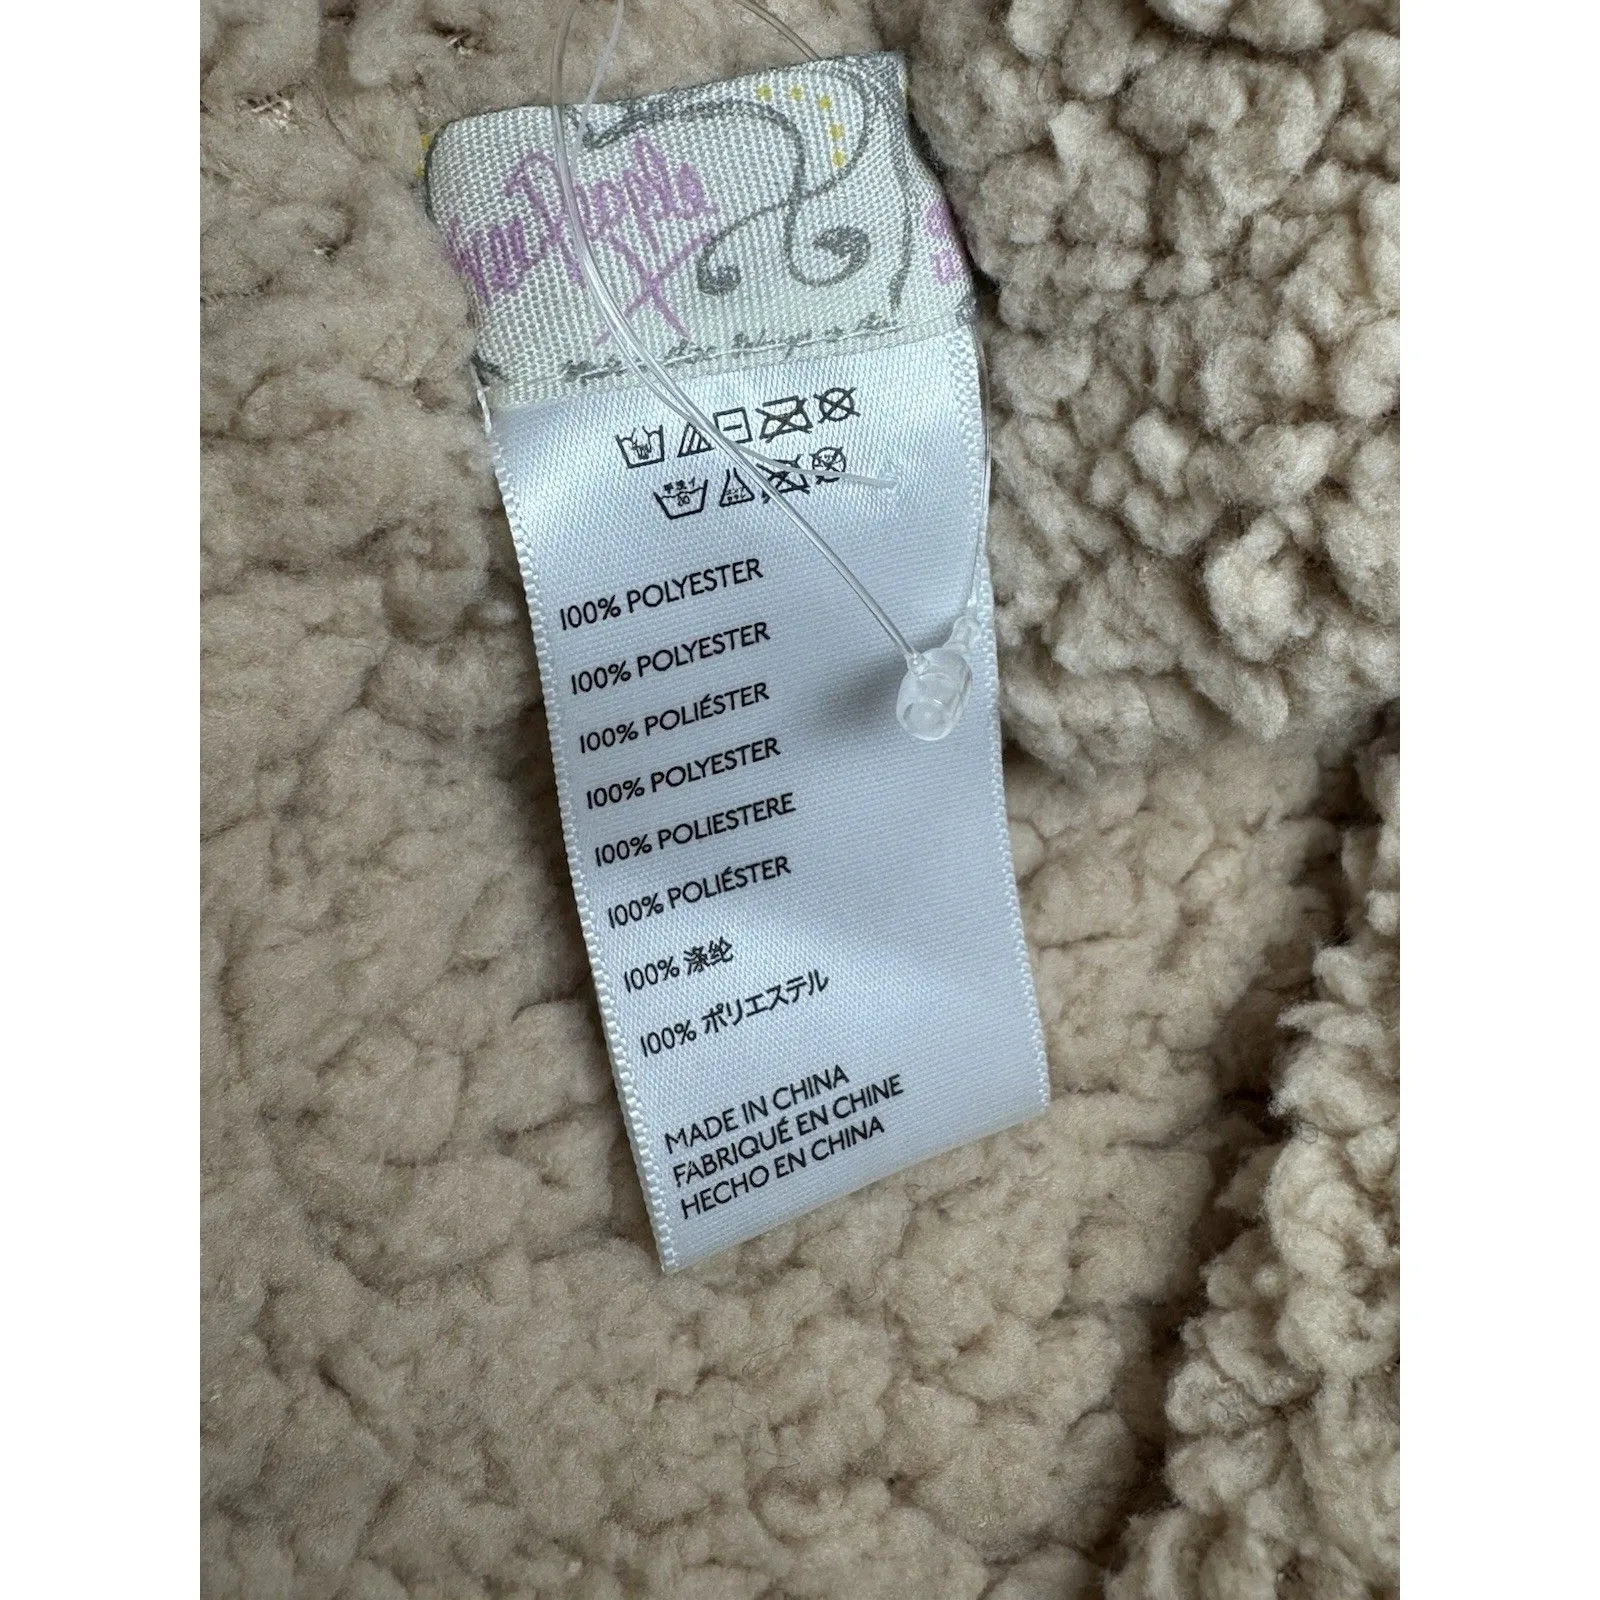 People
100% POLYESTER
100% POLYESTER
100% POLIÉSTER
100% POLYESTER
100% POLIESTERE
100% POLIÉSTER
100% 涤纶
100% ポリエステル
MADE IN CHINA
FABRIQUÉ EN CHINE
HECHO EN CHINA